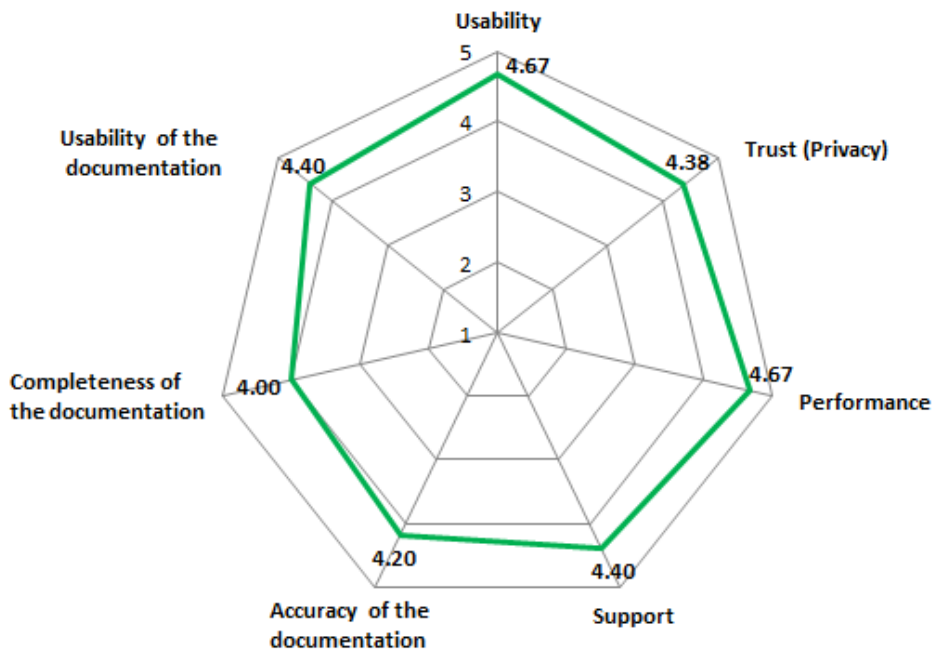 Usability
5
4.67
4
3
2
1
Trust (Privacy)
4.38
Performance
4.67
Support
4.40
Accuracy of the
documentation
4.20
Completeness of
the documentation
4.00
Usability of the
documentation
4.40